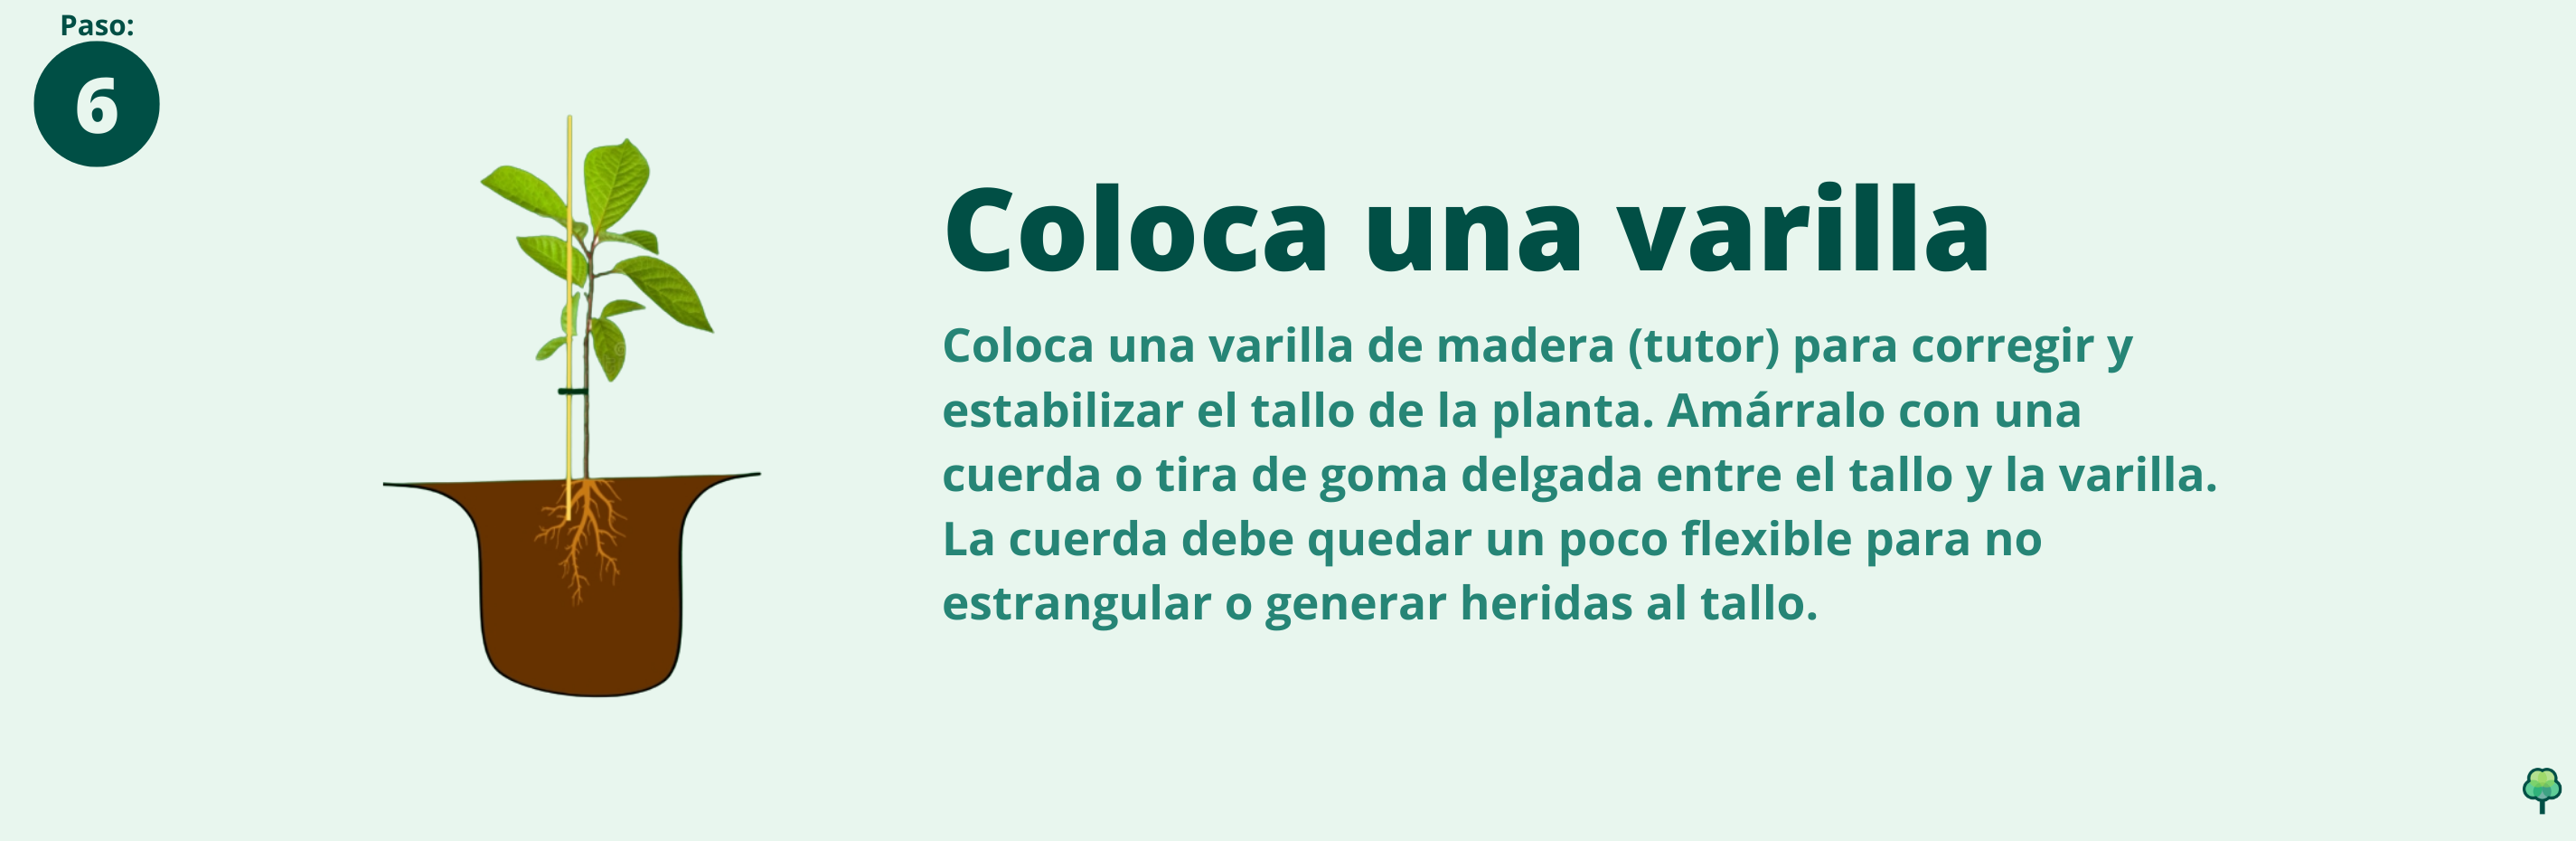 Paso:
6
Coloca una varilla
Coloca una varilla de madera (tutor) para corregir y
estabilizar el tallo de la planta. Amárralo con una
cuerda o tira de goma delgada entre el tallo y la varilla.
La cuerda debe quedar un poco flexible para no
estrangular o generar heridas al tallo.